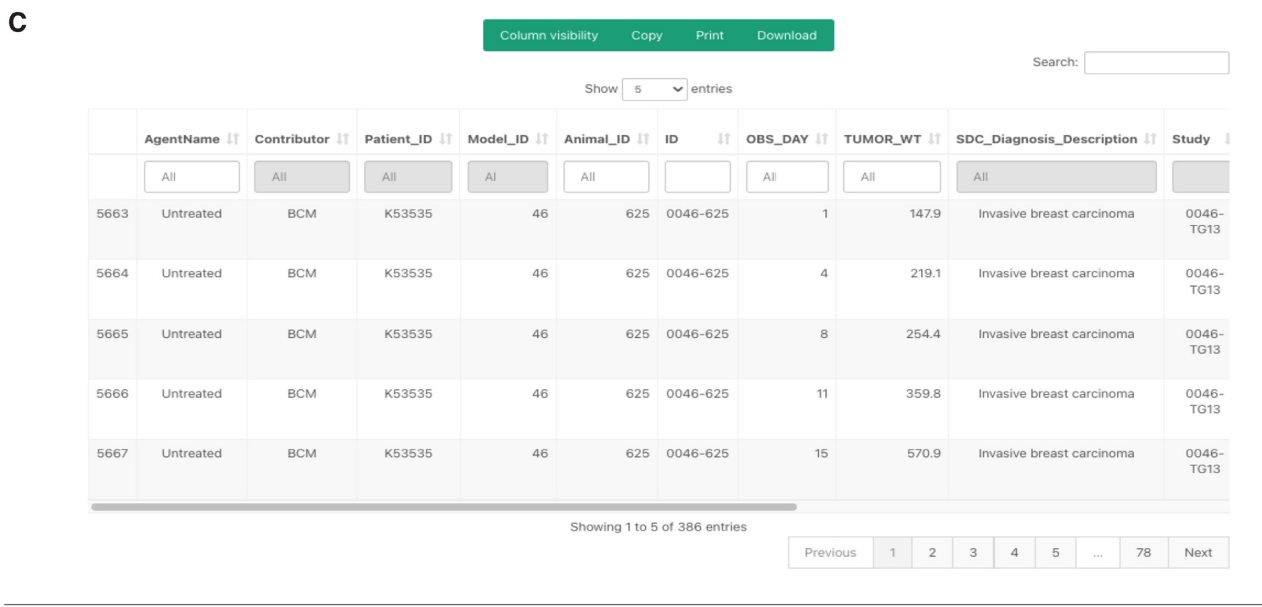 C
Column visibility Copy Print Download
Search:
Show 5 entries
AgentName Contributor Patient_ID Model_ID Animal_ID ID OBS_DAY TUMOR_WT SDC_Diagnosis_Description Study
All All All Al All All All All
5663 Untreated BCM K53535 46 625 0046-625 1 147.9 Invasive breast carcinoma 0046-
TG13
5664 Untreated BCM K53535 46 625 0046-625 4 219.1 Invasive breast carcinoma 0046-
TG13
5665 Untreated BCM K53535 46 625 0046-625 8 254.4 Invasive breast carcinoma 0046-
TG13
5666 Untreated BCM K53535 46 625 0046-625 11 359.8 Invasive breast carcinoma 0046-
TG13
5667 Untreated BCM K53535 46 625 0046-625 15 570.9 Invasive breast carcinoma 0046-
TG13
Showing 1 to 5 of 386 entries
Previous 1 2 3 4 5 ... 78 Next